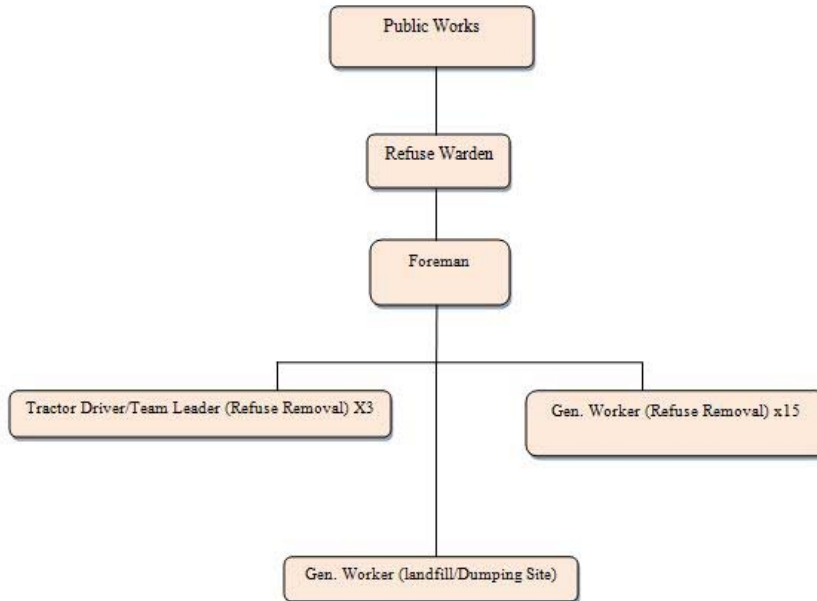 Public Works
Refuse Warden
Foreman
Tractor Driver/Team Leader (Refuse Removal) X3
Gen. Worker (Refuse Removal) x15
Gen. Worker (landfill/Dumping Site)